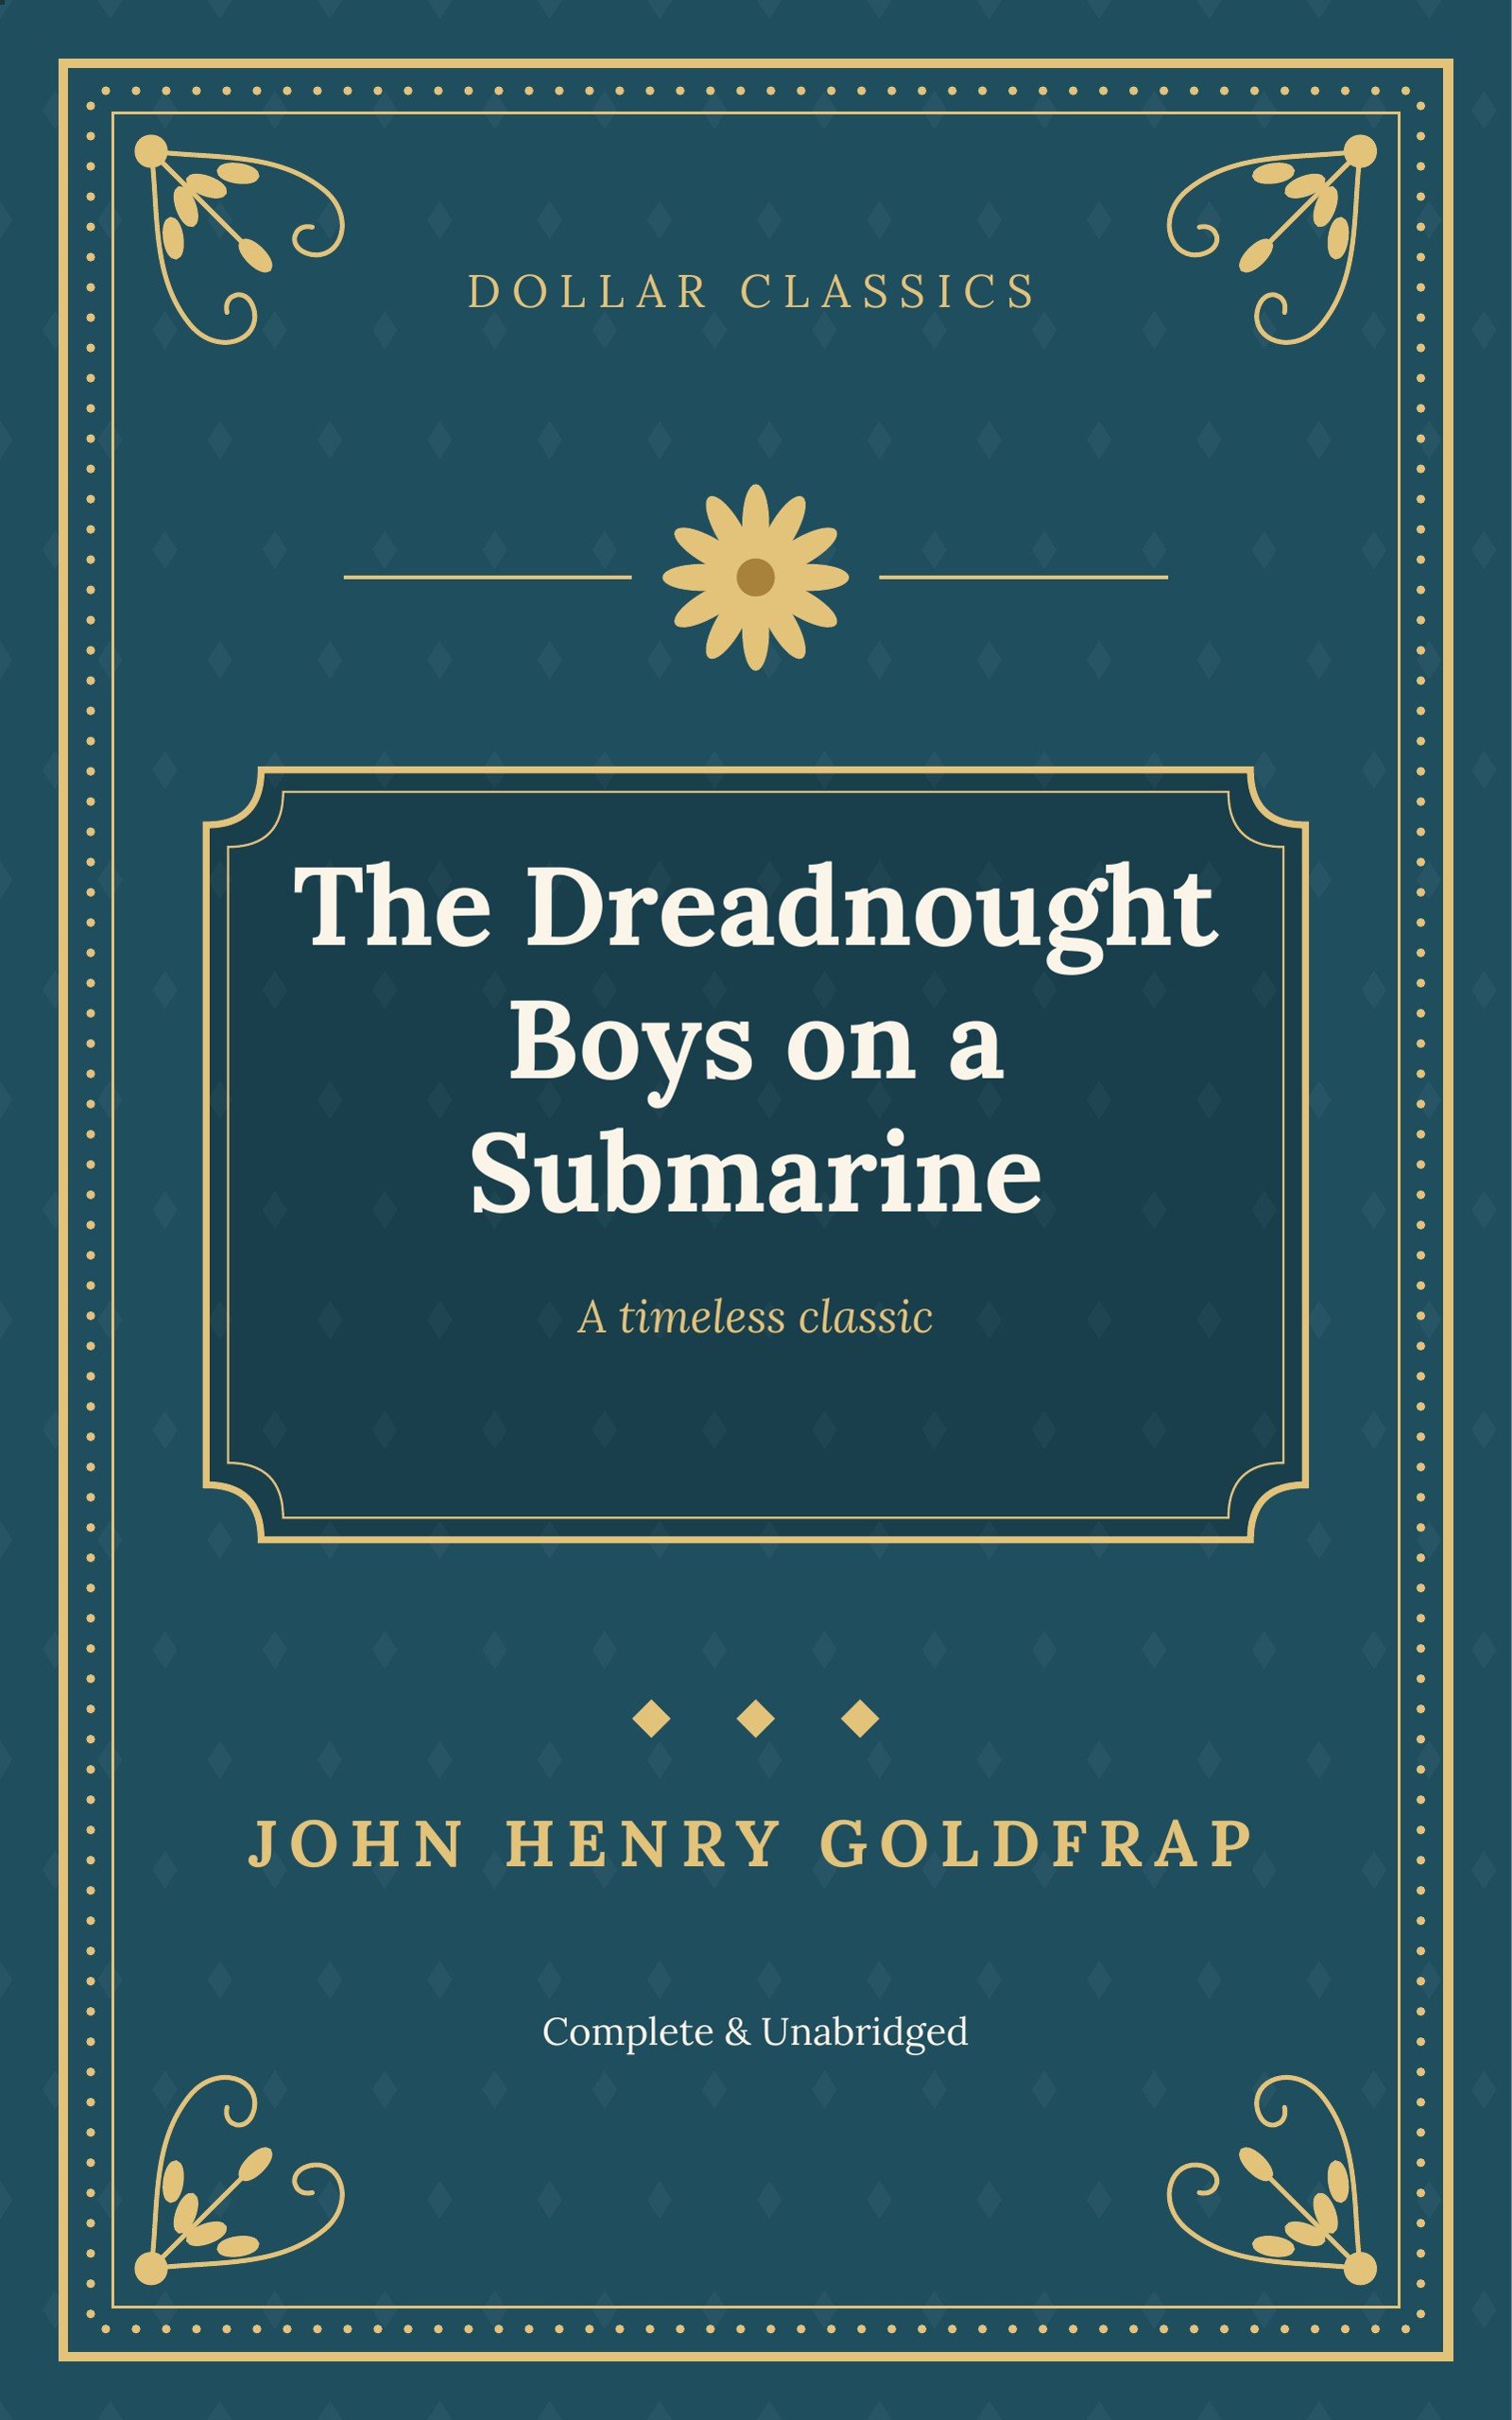 DOLLAR CLASSICS
The Dreadnought
Boys on a
Submarine
A timeless classic
JOHN HENRY GOLDFRAP
Complete & Unabridged